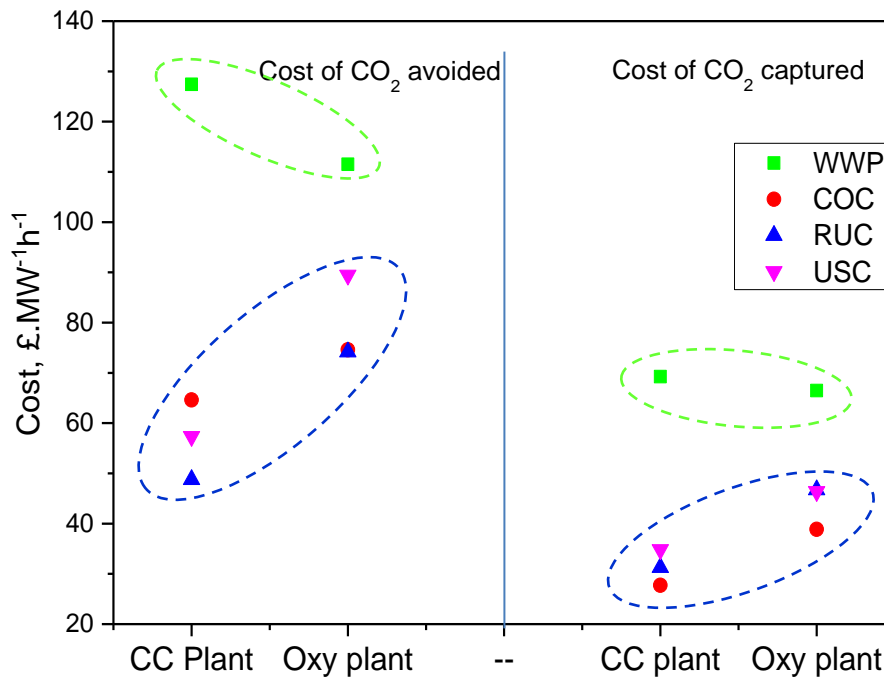 Cost of CO₂ avoided
Cost of CO₂ captured
WWP
COC
RUC
USC
Cost, £.MW⁻¹h⁻¹
140
120
100
80
60
40
20
CC Plant
Oxy plant
--
CC plant
Oxy plant